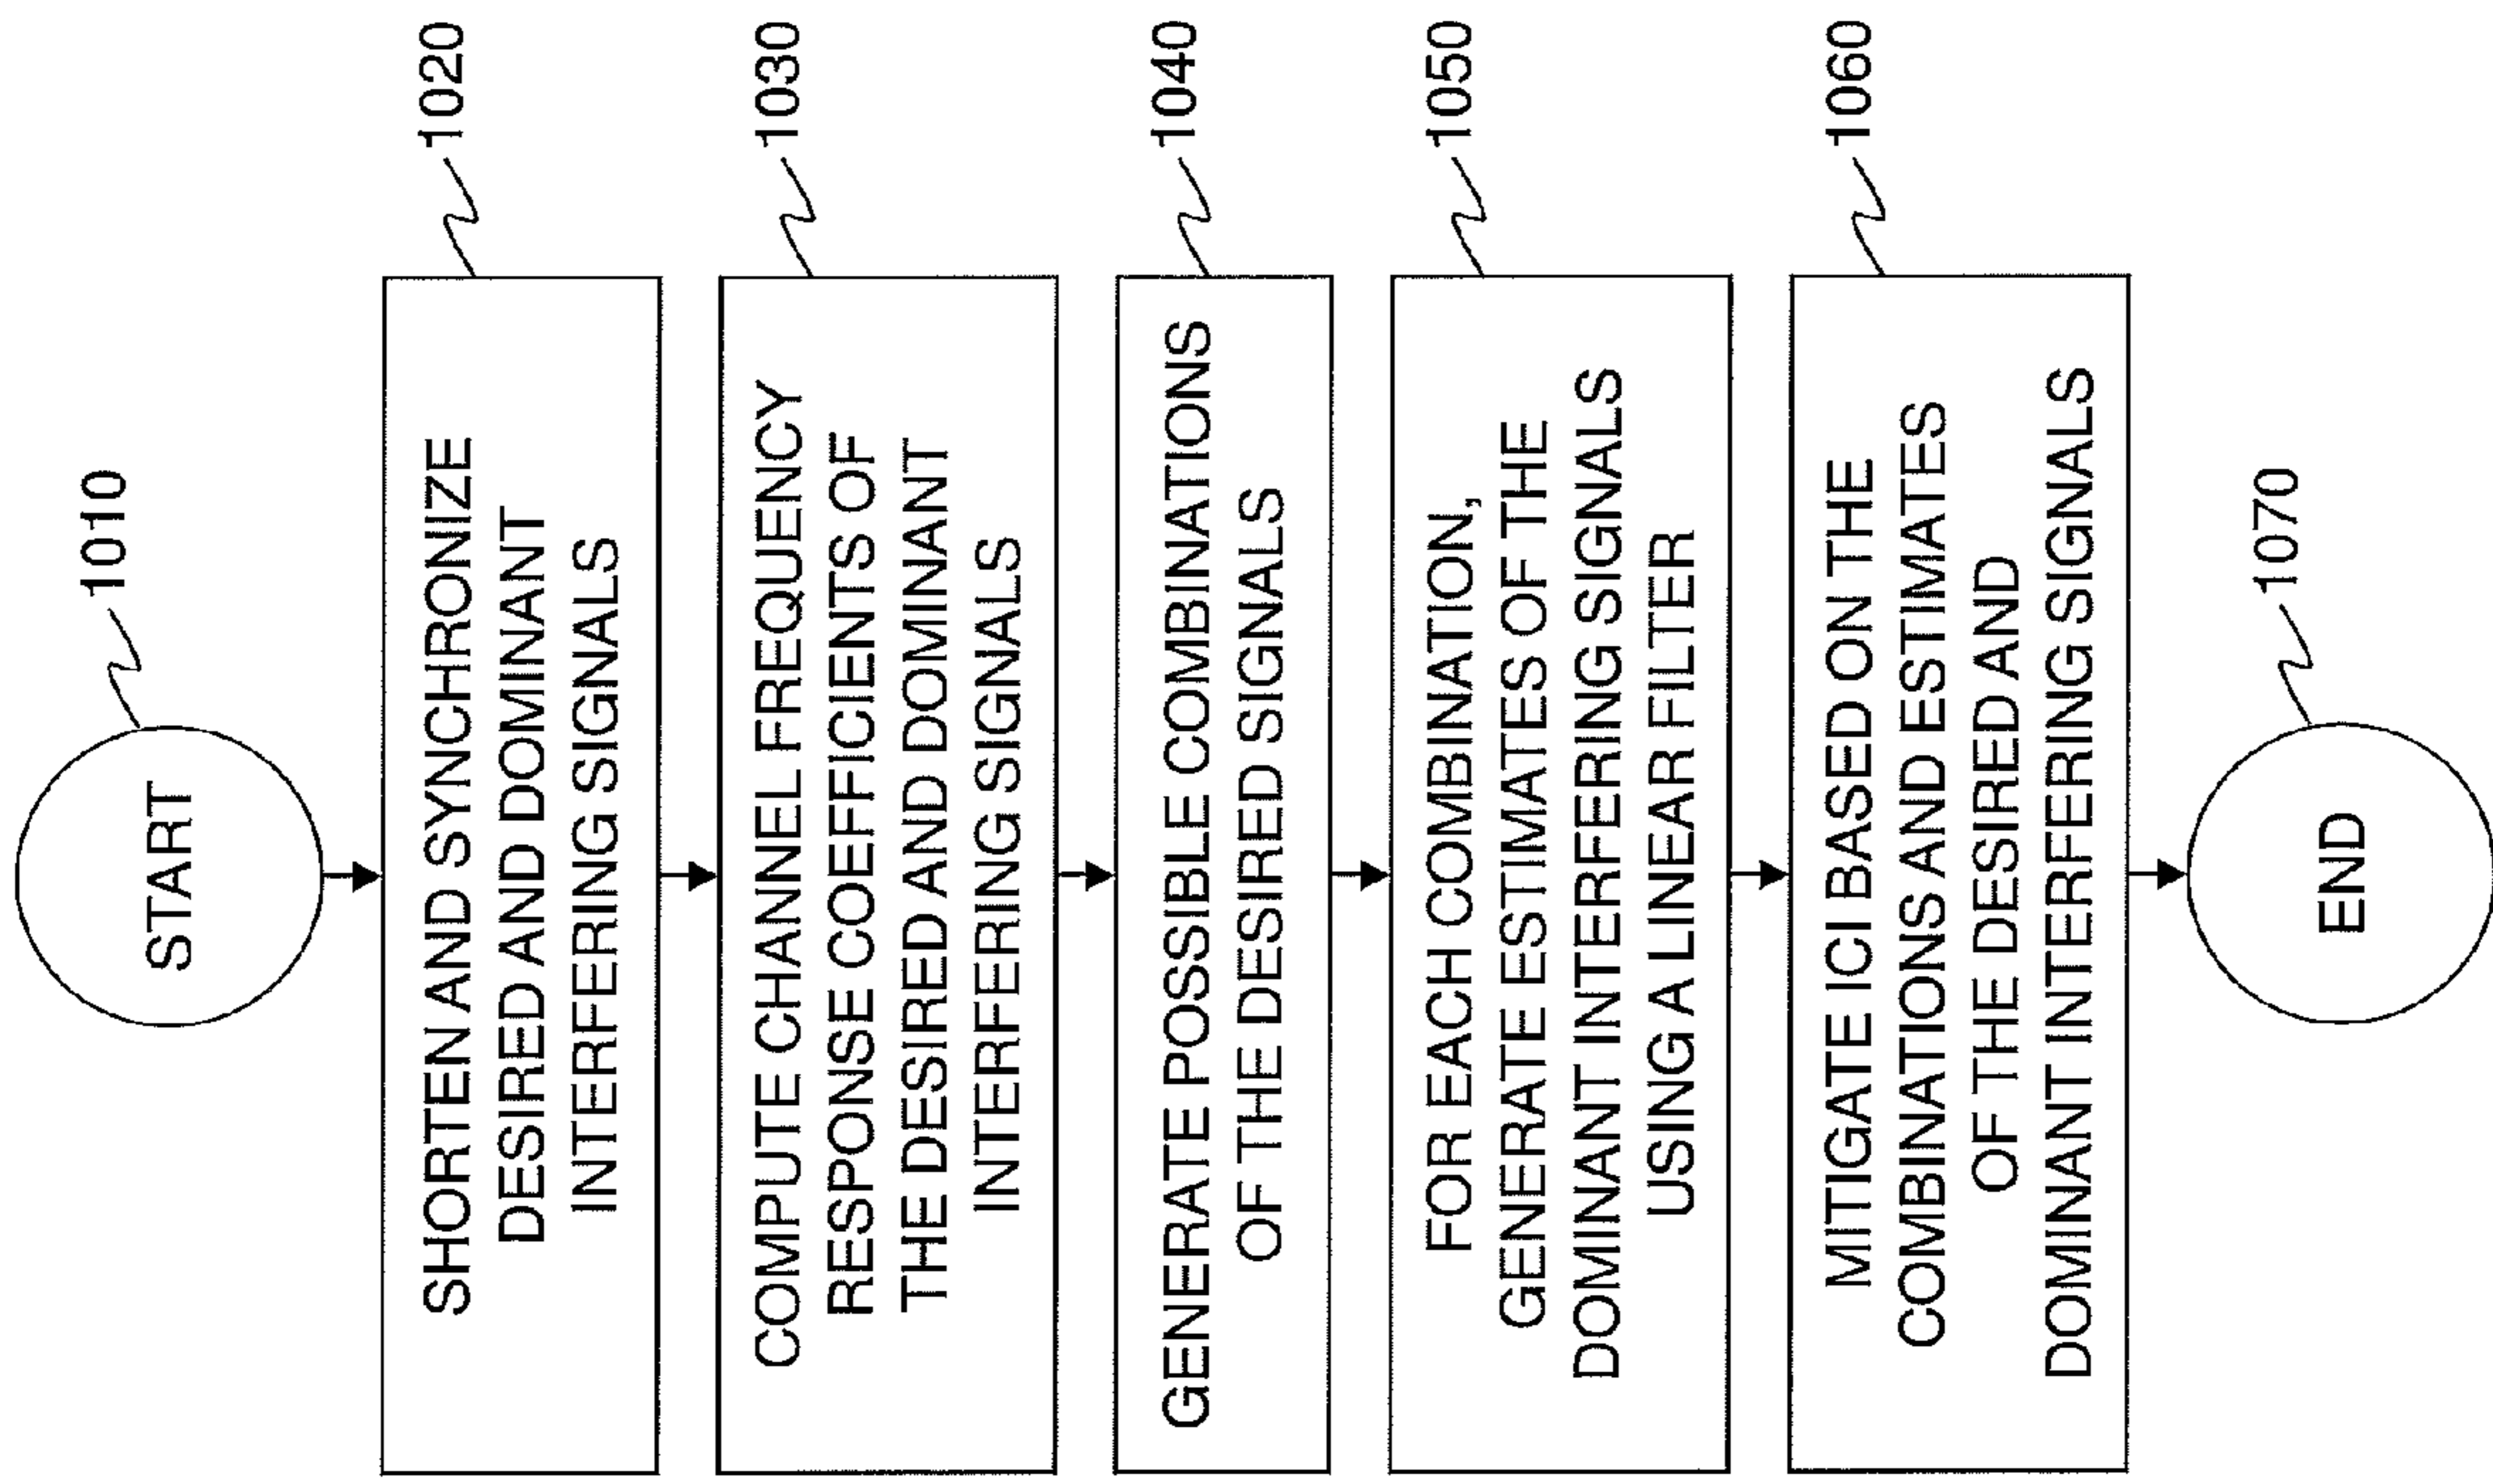 START
1010
SHORTEN AND SYNCHRONIZE
DESIRED AND DOMINANT
INTERFERING SIGNALS
1020
COMPUTE CHANNEL FREQUENCY
RESPONSE COEFFICIENTS OF
THE DESIRED AND DOMINANT
INTERFERING SIGNALS
1030
GENERATE POSSIBLE COMBINATIONS
OF THE DESIRED SIGNALS
1040
FOR EACH COMBINATION,
GENERATE ESTIMATES OF THE
DOMINANT INTERFERING SIGNALS
USING A LINEAR FILTER
1050
MITIGATE ICI BASED ON THE
COMBINATIONS AND ESTIMATES
OF THE DESIRED AND
DOMINANT INTERFERING SIGNALS
1060
END
1070